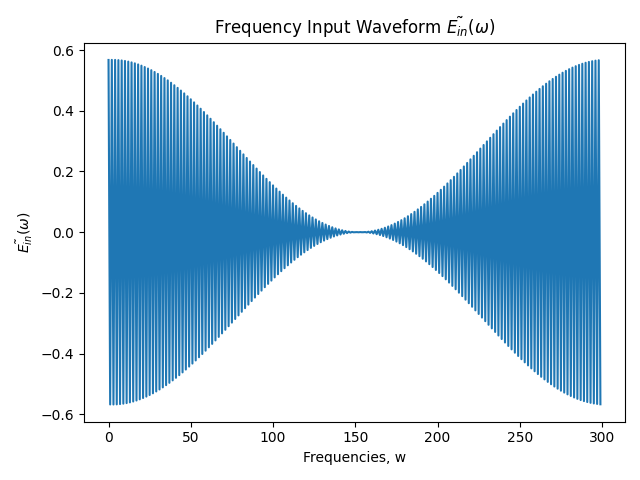 Frequency Input Waveform $\tilde{E_{in}}(\omega)$
0.6
0.4
0.2
0.0
−0.2
−0.4
−0.6
$\tilde{E_{in}}(\omega)$
0 50 100 150 200 250 300
Frequencies, w